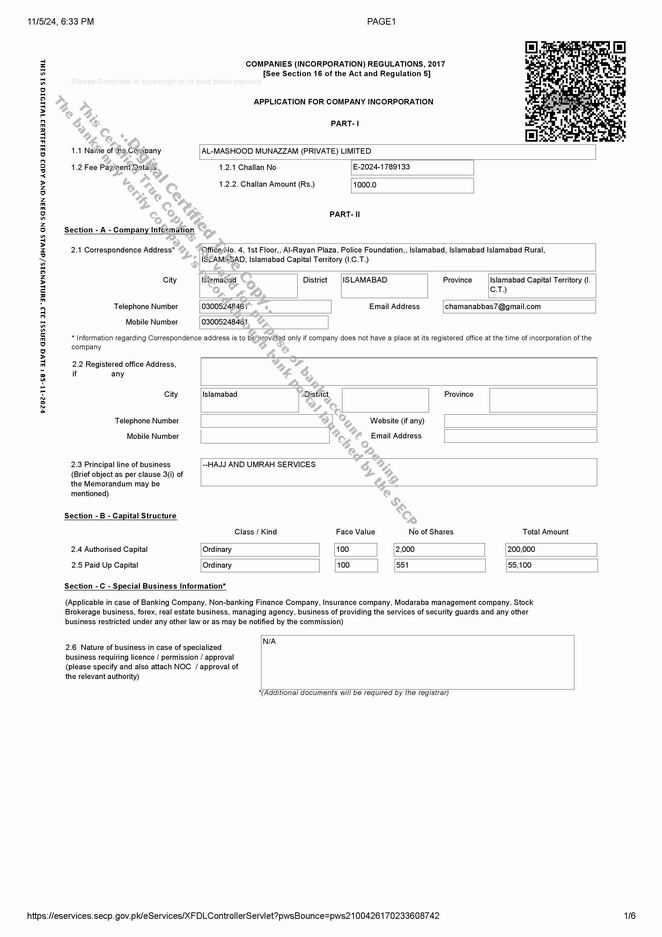 11/5/24, 6:33 PM
PAGE1
COMPANIES (INCORPORATION) REGULATIONS, 2017
[See Section 16 of the Act and Regulation 5]
Please Complete in typescript or in bold block capitals
APPLICATION FOR COMPANY INCORPORATION
PART- I
1.1 Name of the Company
AL-MASHOOD MUNAZZAM (PRIVATE) LIMITED
1.2 Fee Payment Details
1.2.1 Challan No
E-2024-1789133
1.2.2. Challan Amount (Rs.)
1000.0
PART- II
Section - A - Company Information
2.1 Correspondence Address*
Office No. 4, 1st Floor,, Al-Rayan Plaza, Police Foundation,, Islamabad, Islamabad Islamabad Rural,
ISLAMABAD, Islamabad Capital Territory (I.C.T.)
City
Islamabad
District
ISLAMABAD
Province
Islamabad Capital Territory (I.
C.T.)
Telephone Number
Email Address
chamanabbas7@gmail.com
Mobile Number
* Information regarding Correspondence address is to be provided only if company does not have a place at its registered office at the time of incorporation of the
company
2.2 Registered office Address,
if any
City
Islamabad
District
Province
Telephone Number
Website (if any)
Mobile Number
Email Address
2.3 Principal line of business
(Brief object as per clause 3(i) of
the Memorandum may be
mentioned)
--HAJJ AND UMRAH SERVICES
Section - B - Capital Structure
Class / Kind Face Value No of Shares Total Amount
2.4 Authorised Capital Ordinary 100 2,000 200,000
2.5 Paid Up Capital Ordinary 100 551 55,100
Section - C - Special Business Information*
(Applicable in case of Banking Company, Non-banking Finance Company, Insurance company, Modaraba management company, Stock
Brokerage business, forex, real estate business, managing agency, business of providing the services of security guards and any other
business restricted under any other law or as may be notified by the commission)
2.6 Nature of business in case of specialized
business requiring licence / permission / approval
(please specify and also attach NOC / approval of
the relevant authority)
N/A
*(Additional documents will be required by the registrar)
THIS IS DIGITAL CERTIFIED COPY AND NEEDS NO STAMP/SIGNATURE, CTC ISSUED DATE : 05-11-2024
..Digital Certified True Copy..
This Certified True Copy is valid for purpose of bank account opening.
The banks may verify company's record through bank portal launched by the SECP
https://eservices.secp.gov.pk/eServices/XFDLControllerServlet?pwsBounce=pws2100426170233608742
1/6